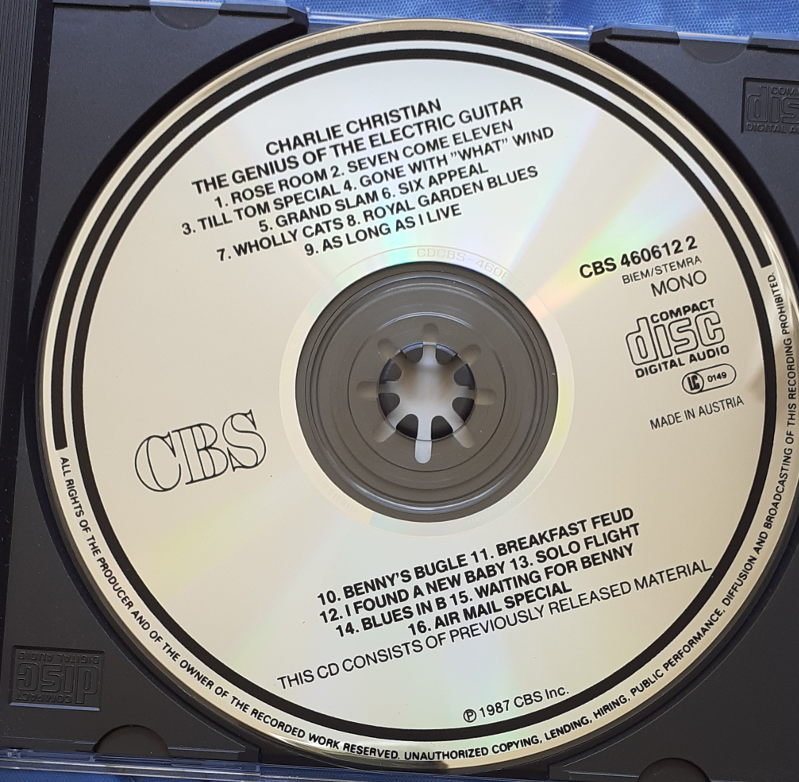 CHARLIE CHRISTIAN
THE GENIUS OF THE ELECTRIC GUITAR
1. ROSE ROOM 2. SEVEN COME ELEVEN
3. TILL TOM SPECIAL 4. GONE WITH "WHAT" WIND
5. GRAND SLAM 6. SIX APPEAL
7. WHOLLY CATS 8. ROYAL GARDEN BLUES
9. AS LONG AS I LIVE
CBS 460612 2
BIEM/STEMRA
MONO
COMPACT
disc
DIGITAL AUDIO
LC 0149
MADE IN AUSTRIA
CBS
10. BENNY'S BUGLE 11. BREAKFAST FEUD
12. I FOUND A NEW BABY 13. SOLO FLIGHT
14. BLUES IN B 15. WAITING FOR BENNY
16. AIR MAIL SPECIAL
THIS CD CONSISTS OF PREVIOUSLY RELEASED MATERIAL
℗ 1987 CBS Inc.
ALL RIGHTS OF THE PRODUCER AND OF THE OWNER OF THE RECORDED WORK RESERVED. UNAUTHORIZED COPYING, LENDING, HIRING, PUBLIC PERFORMANCE, DIFFUSION AND BROADCASTING OF THIS RECORDING PROHIBITED.
COMPACT
disc
DIGITAL AUDIO